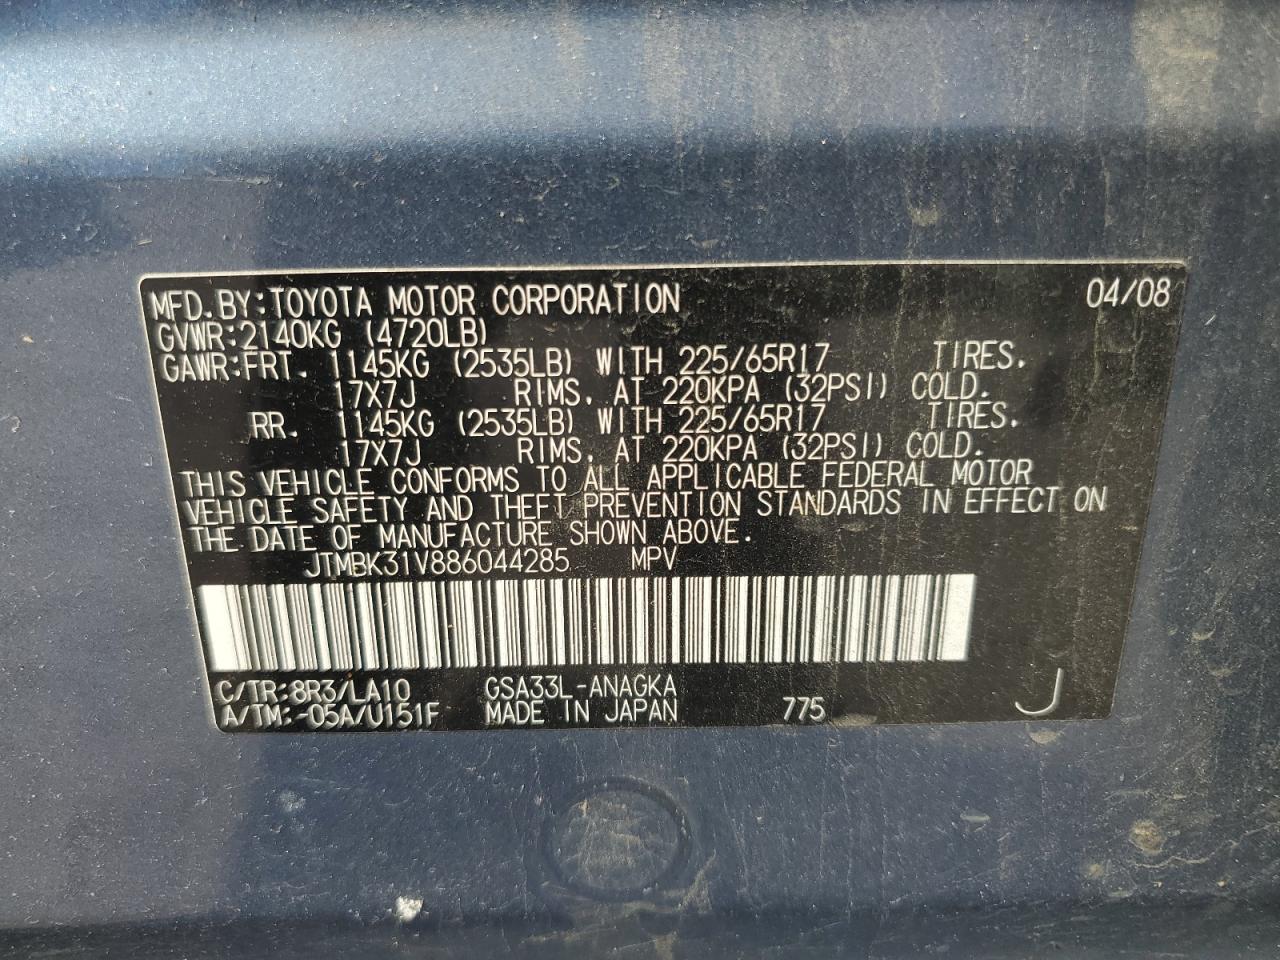 MFD. BY: TOYOTA MOTOR CORPORATION 04/08
GVWR: 2140KG (4720LB)
GAWR: FRT. 1145KG (2535LB) WITH 225/65R17 TIRES.
17X7J RIMS, AT 220KPA (32PSI) COLD.
RR. 1145KG (2535LB) WITH 225/65R17 TIRES.
17X7J RIMS, AT 220KPA (32PSI) COLD.
THIS VEHICLE CONFORMS TO ALL APPLICABLE FEDERAL MOTOR
VEHICLE SAFETY AND THEFT PREVENTION STANDARDS IN EFFECT ON
THE DATE OF MANUFACTURE SHOWN ABOVE.
JTMBK31V886044285 MPV
C/TR: 8R3/LA10 GSA33L-ANAGKA
A/TM: -05A/U151F MADE IN JAPAN 775 J